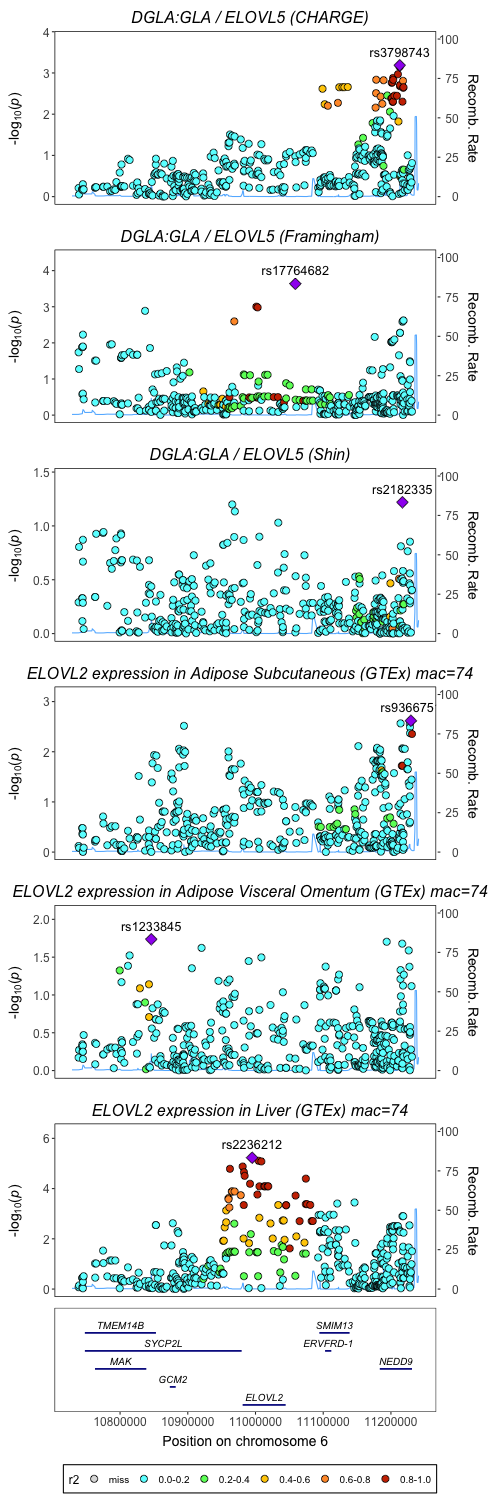 DGLA:GLA / ELOVL5 (CHARGE)
4
3
2
1
0
-log10(p)
rs3798743
100
75
50
25
0
Recomb. Rate
DGLA:GLA / ELOVL5 (Framingham)
4
3
2
1
0
-log10(p)
rs17764682
100
75
50
25
0
Recomb. Rate
DGLA:GLA / ELOVL5 (Shin)
1.5
1.0
0.5
0.0
-log10(p)
rs2182335
100
75
50
25
0
Recomb. Rate
ELOVL2 expression in Adipose Subcutaneous (GTEx) mac=74
3
2
1
0
-log10(p)
rs936675
100
75
50
25
0
Recomb. Rate
ELOVL2 expression in Adipose Visceral Omentum (GTEx) mac=74
2.0
1.5
1.0
0.5
0.0
-log10(p)
rs1233845
100
75
50
25
0
Recomb. Rate
ELOVL2 expression in Liver (GTEx) mac=74
6
4
2
0
-log10(p)
rs2236212
100
75
50
25
0
Recomb. Rate
TMEM14B SMIM13
SYCP2L ERVFRD-1
MAK NEDD9
GCM2
ELOVL2
10800000 10900000 11000000 11100000 11200000
Position on chromosome 6
r2 miss 0.0-0.2 0.2-0.4 0.4-0.6 0.6-0.8 0.8-1.0